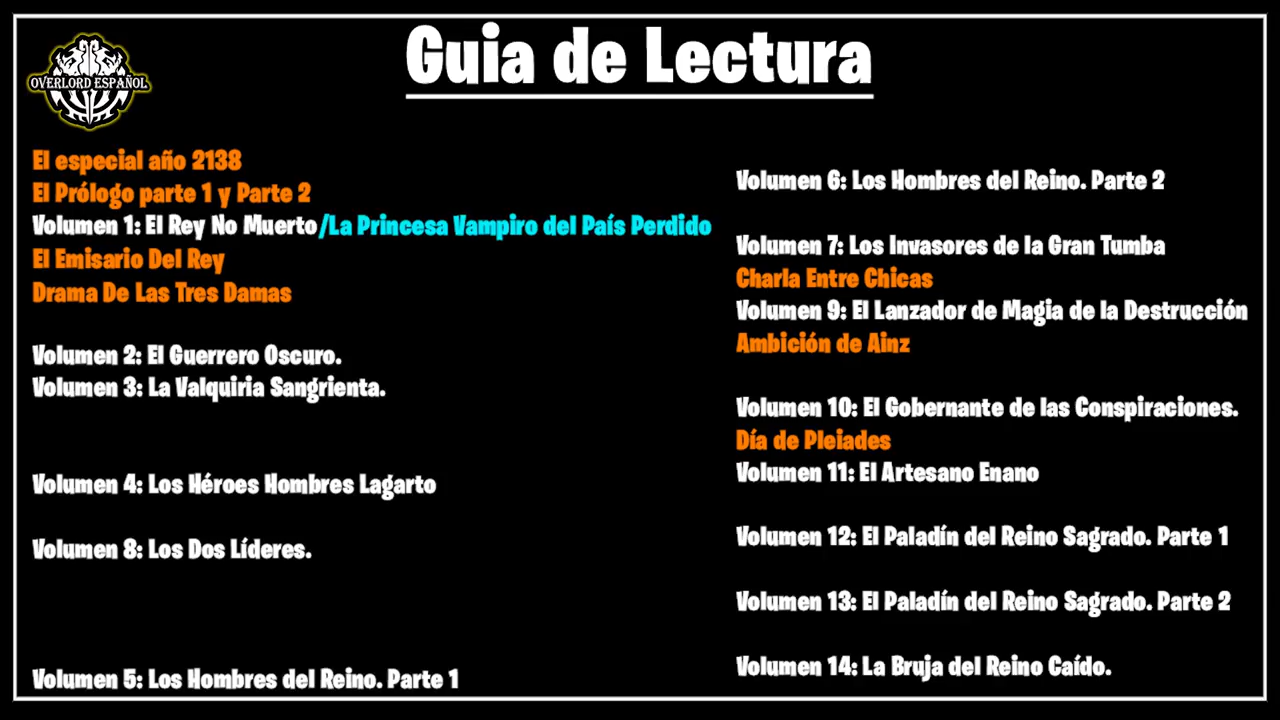 Guia de Lectura
OVERLORD ESPAÑOL
El especial año 2138
El Prólogo parte 1 y Parte 2
Volumen 1: El Rey No Muerto/La Princesa Vampiro del País Perdido
El Emisario Del Rey
Drama De Las Tres Damas
Volumen 2: El Guerrero Oscuro.
Volumen 3: La Valquiria Sangrienta.
Volumen 4: Los Héroes Hombres Lagarto
Volumen 8: Los Dos Líderes.
Volumen 5: Los Hombres del Reino. Parte 1
Volumen 6: Los Hombres del Reino. Parte 2
Volumen 7: Los Invasores de la Gran Tumba
Charla Entre Chicas
Volumen 9: El Lanzador de Magia de la Destrucción
Ambición de Ainz
Volumen 10: El Gobernante de las Conspiraciones.
Día de Pleiades
Volumen 11: El Artesano Enano
Volumen 12: El Paladín del Reino Sagrado. Parte 1
Volumen 13: El Paladín del Reino Sagrado. Parte 2
Volumen 14: La Bruja del Reino Caído.